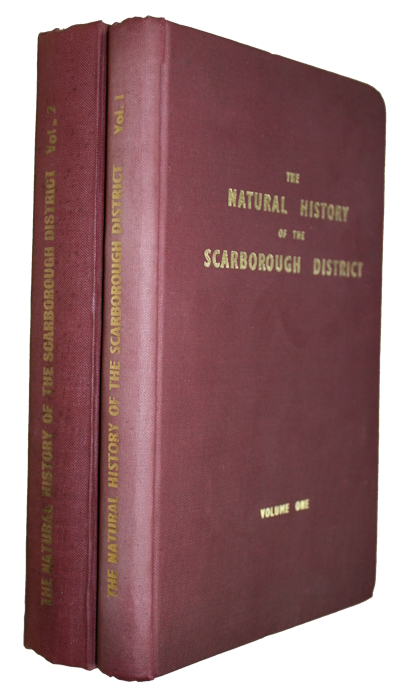 THE NATURAL HISTORY OF THE SCARBOROUGH DISTRICT Vol. 2
THE NATURAL HISTORY OF THE SCARBOROUGH DISTRICT Vol. 1
THE
NATURAL HISTORY
OF THE
SCARBOROUGH DISTRICT
VOLUME ONE